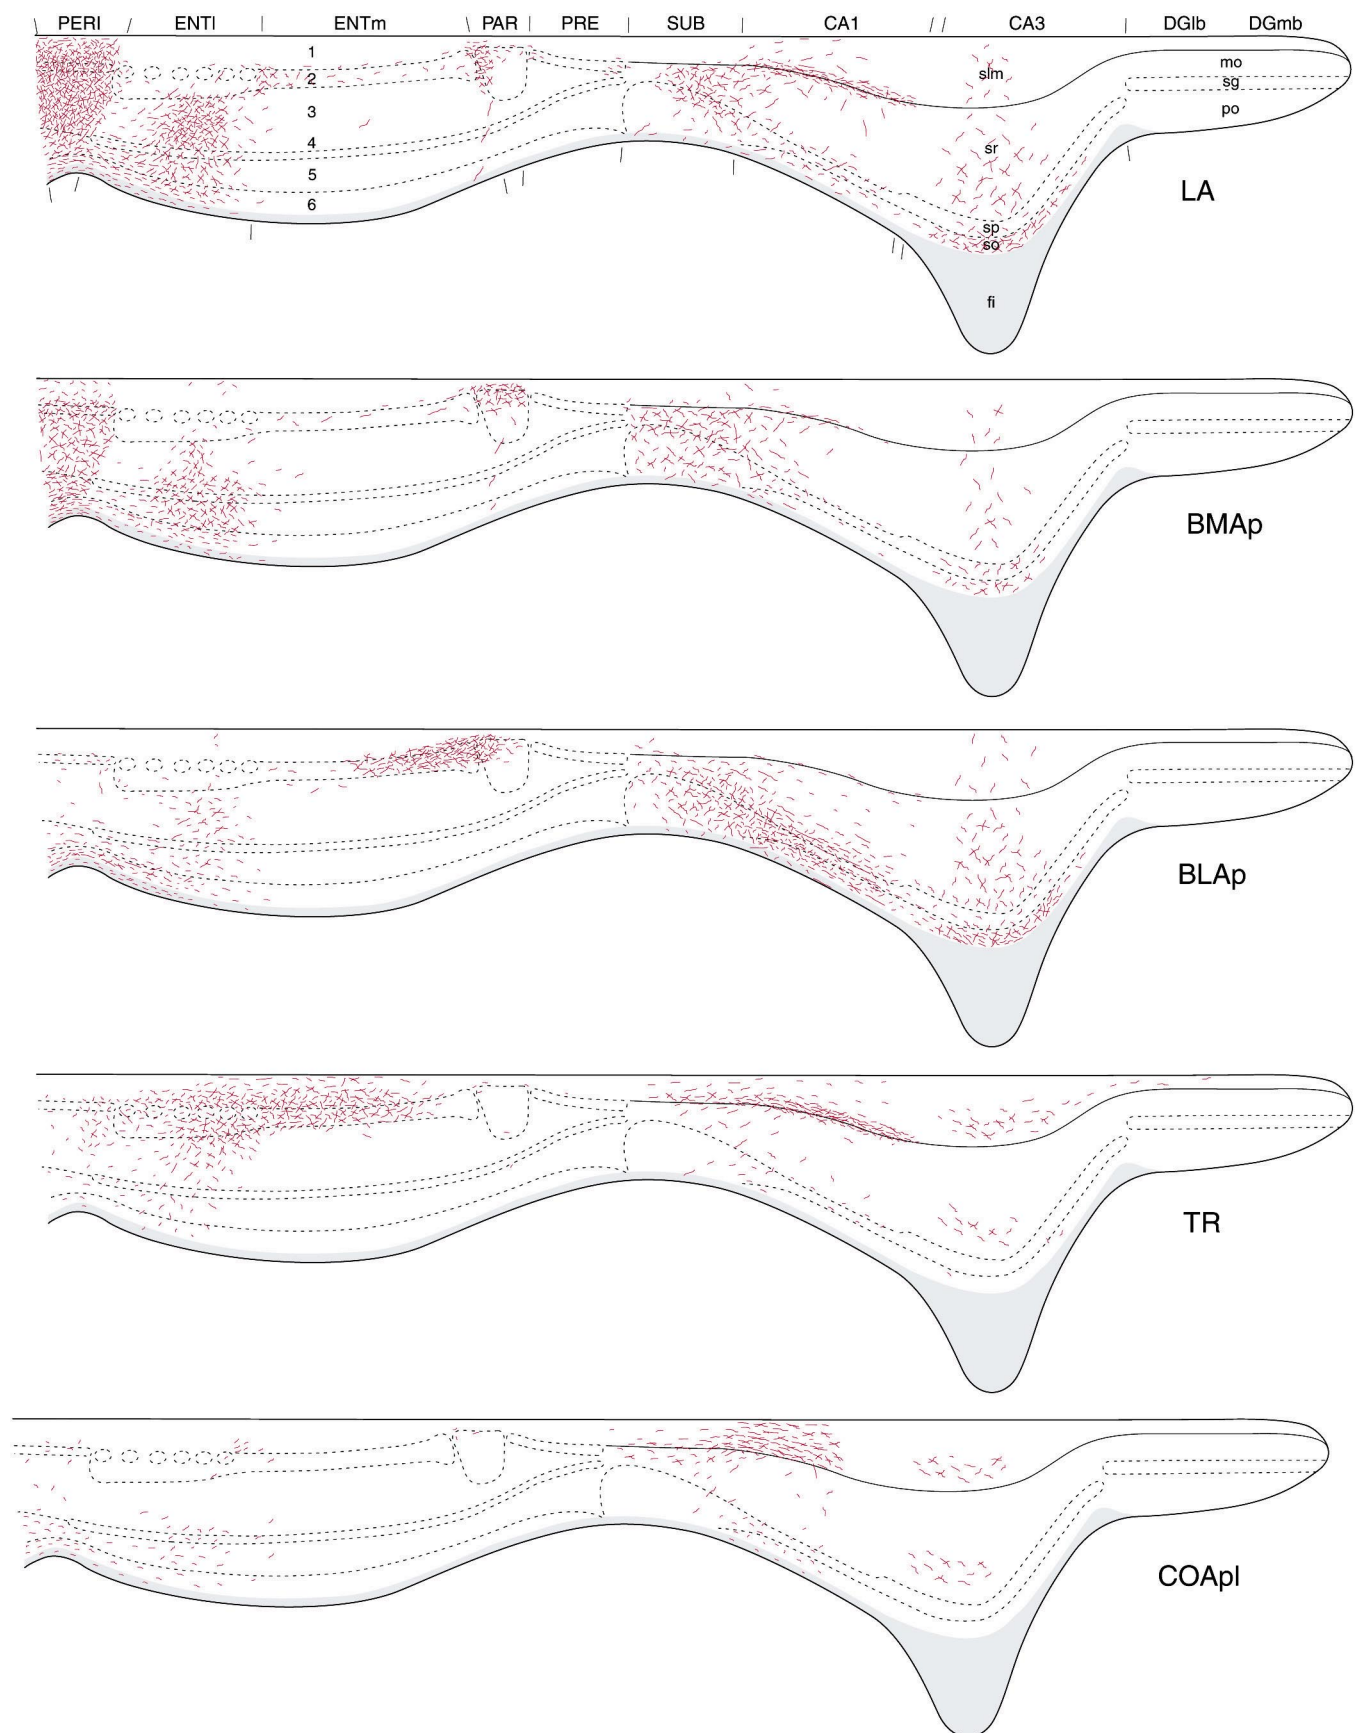 PERI ENTl ENTm PAR PRE SUB CA1 CA3 DGlb DGmb
1
2
3
4
5
6
slm
sr
sp
so
fi
mo
sg
po
LA
BMAp
BLAp
TR
COApl